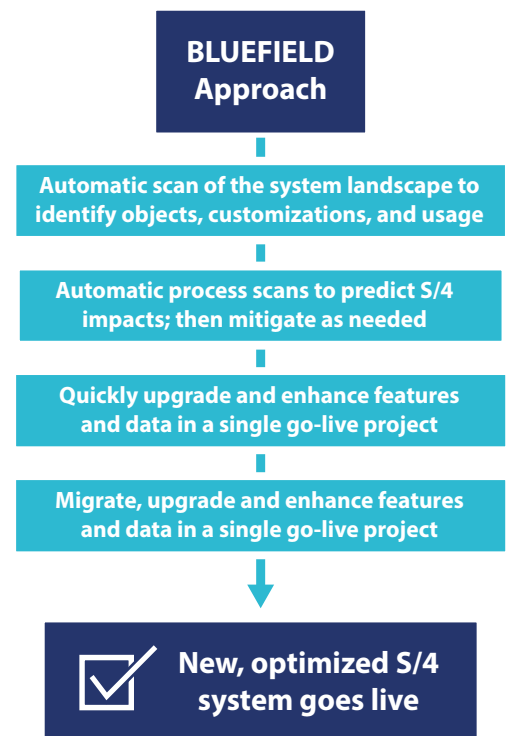 BLUEFIELD
Approach
Automatic scan of the system landscape to
identify objects, customizations, and usage
Automatic process scans to predict S/4
impacts; then mitigate as needed
Quickly upgrade and enhance features
and data in a single go-live project
Migrate, upgrade and enhance features
and data in a single go-live project
New, optimized S/4
system goes live